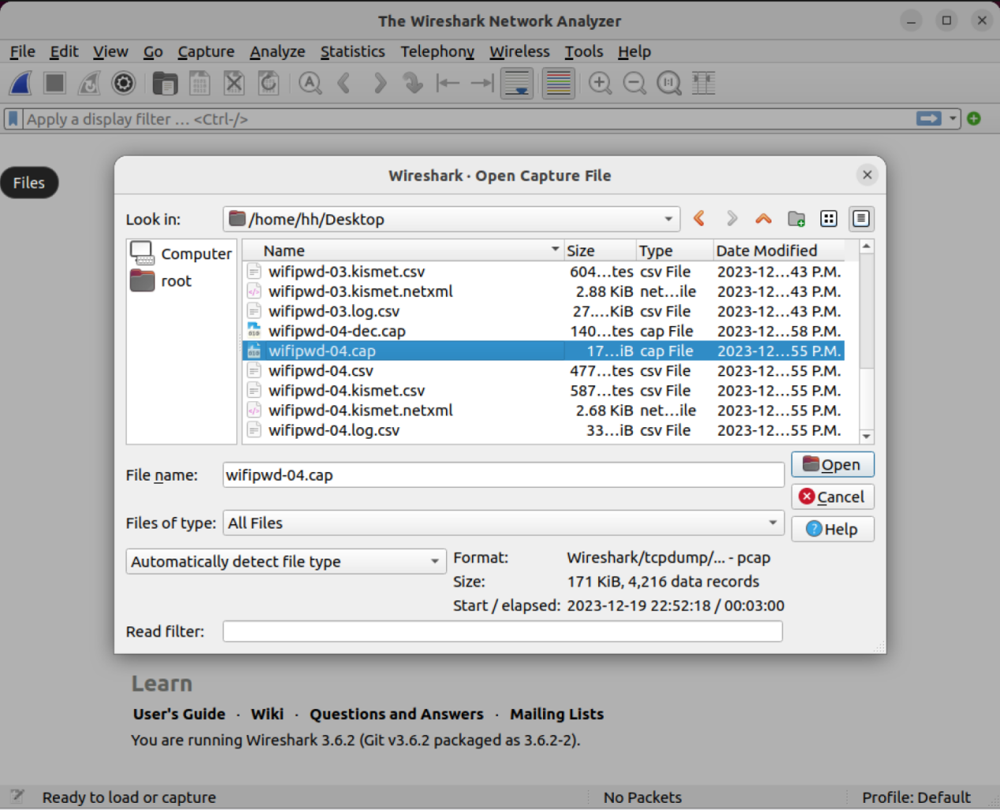 The Wireshark Network Analyzer
File Edit View Go Capture Analyze Statistics Telephony Wireless Tools Help
Apply a display filter … <Ctrl-/>
Files
Wireshark · Open Capture File
Look in: /home/hh/Desktop
Computer
root
Name Size Type Date Modified
wifipwd-03.kismet.csv 604…tes csv File 2023-12…43 P.M.
wifipwd-03.kismet.netxml 2.88 KiB net…ile 2023-12…43 P.M.
wifipwd-03.log.csv 27.…KiB csv File 2023-12…43 P.M.
wifipwd-04-dec.cap 140…tes cap File 2023-12…58 P.M.
wifipwd-04.cap 17…iB cap File 2023-12…55 P.M.
wifipwd-04.csv 477…tes csv File 2023-12…55 P.M.
wifipwd-04.kismet.csv 587…tes csv File 2023-12…55 P.M.
wifipwd-04.kismet.netxml 2.68 KiB net…ile 2023-12…55 P.M.
wifipwd-04.log.csv 33…iB csv File 2023-12…55 P.M.
File name: wifipwd-04.cap
Open
Cancel
Files of type: All Files
Help
Automatically detect file type
Format: Wireshark/tcpdump/... - pcap
Size: 171 KiB, 4,216 data records
Start / elapsed: 2023-12-19 22:52:18 / 00:03:00
Read filter:
Learn
User's Guide · Wiki · Questions and Answers · Mailing Lists
You are running Wireshark 3.6.2 (Git v3.6.2 packaged as 3.6.2-2).
Ready to load or capture No Packets Profile: Default